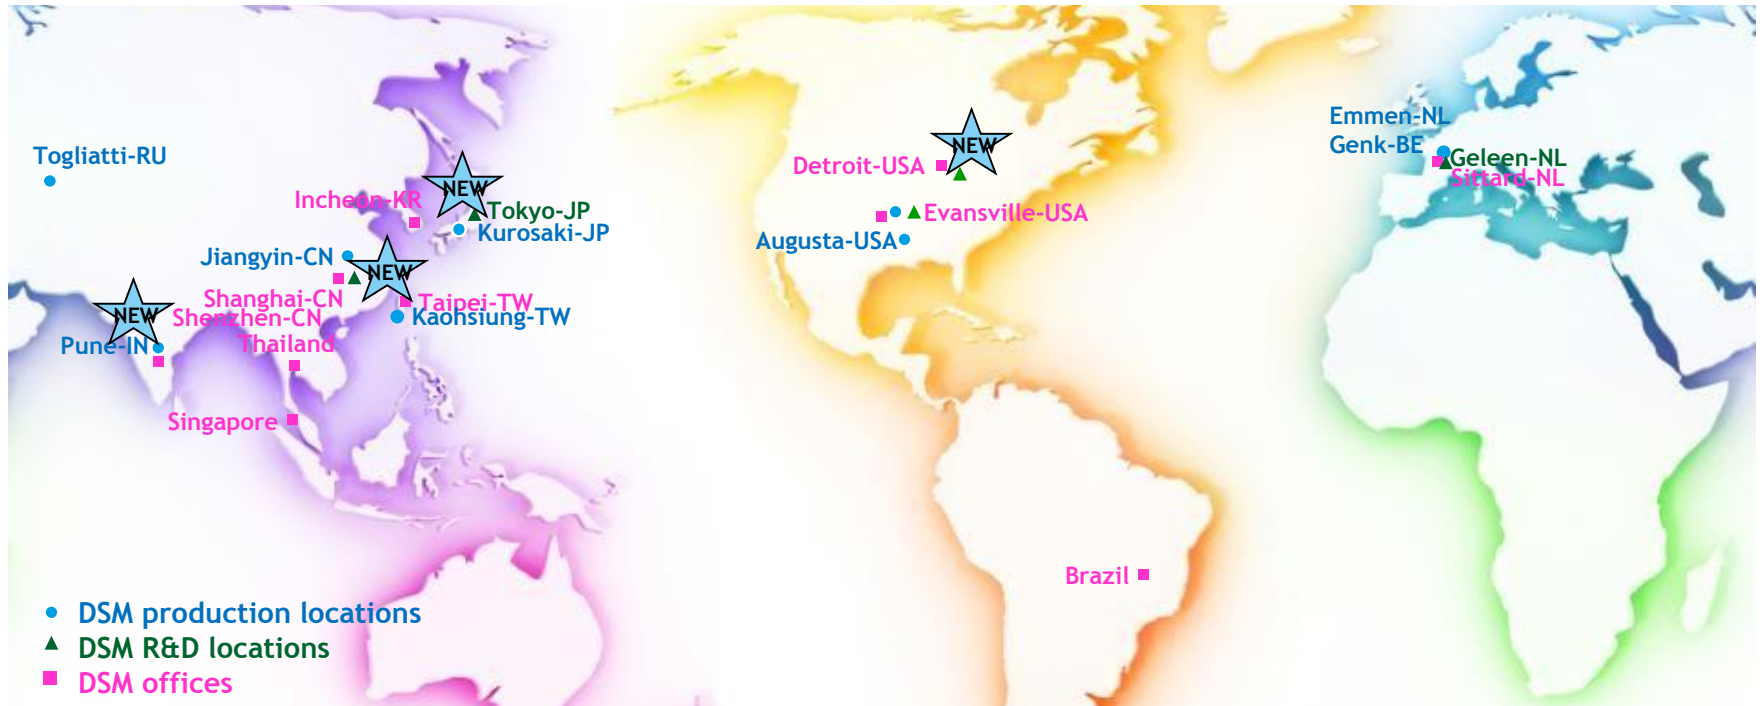 Emmen-NL
Genk-BE
Geleen-NL
Sittard-NL
NEW
Detroit-USA
Evansville-USA
Augusta-USA
Togliatti-RU
NEW
Incheon-KR
Tokyo-JP
Kurosaki-JP
Jiangyin-CN
NEW
Shanghai-CN
Taipei-TW
NEW
Shenzhen-CN
Kaohsiung-TW
Pune-IN
Thailand
Singapore
Brazil
DSM production locations
DSM R&D locations
DSM offices